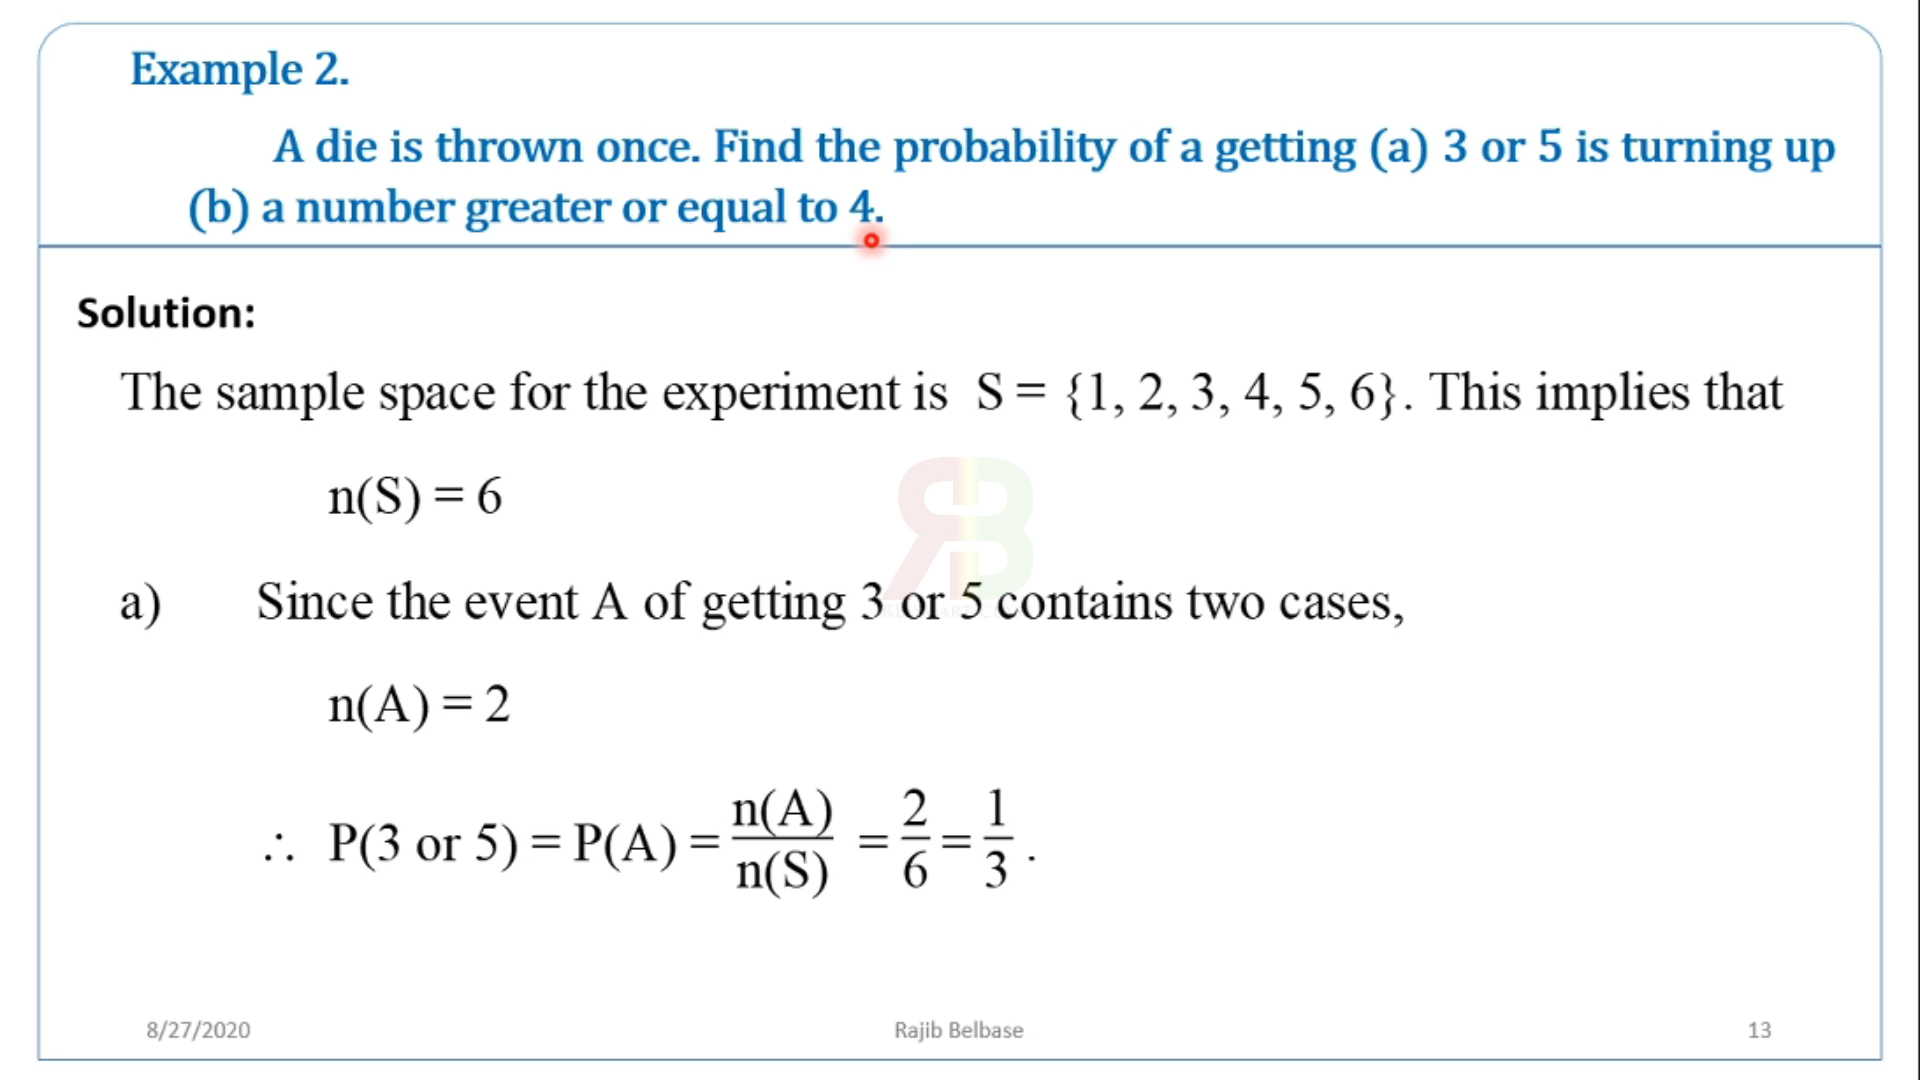 Example 2.
A die is thrown once. Find the probability of a getting (a) 3 or 5 is turning up
(b) a number greater or equal to 4.
Solution:
The sample space for the experiment is S = {1, 2, 3, 4, 5, 6}. This implies that
n(S) = 6
a) Since the event A of getting 3 or 5 contains two cases,
n(A) = 2
∴ P(3 or 5) = P(A) = n(A)/n(S) = 2/6 = 1/3 .
8/27/2020 Rajib Belbase 13